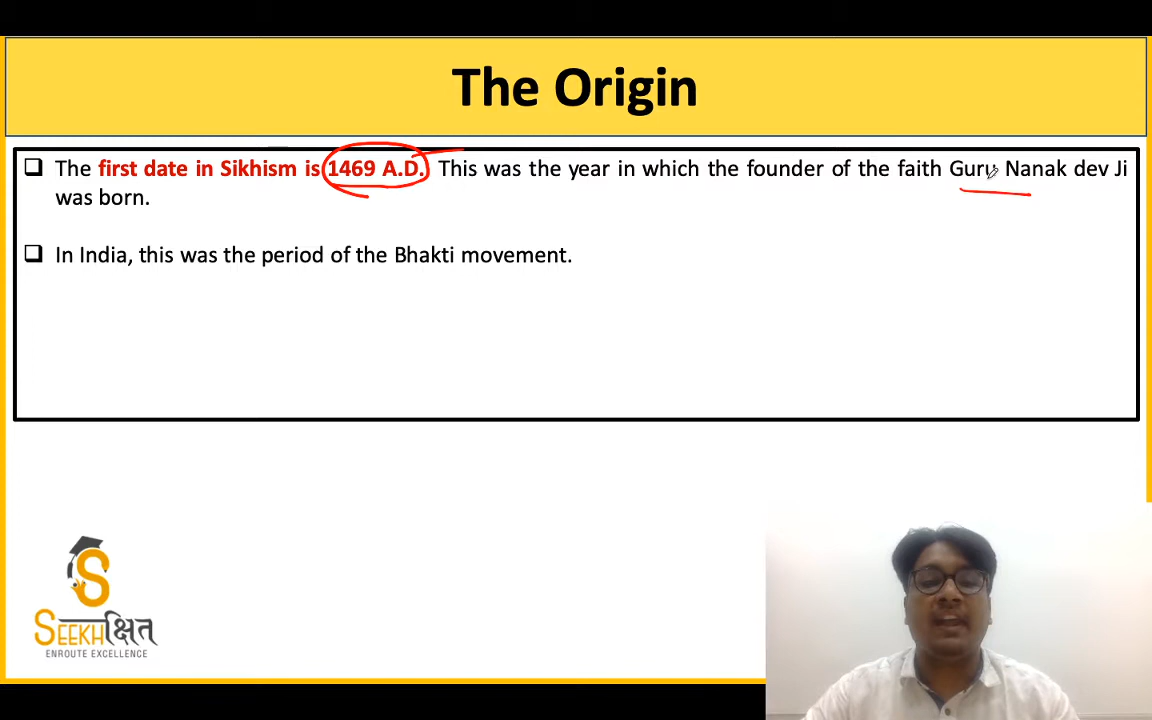 The Origin
❑ The first date in Sikhism is 1469 A.D. This was the year in which the founder of the faith Guru Nanak dev Ji
was born.
❑ In India, this was the period of the Bhakti movement.
S
SEEKHक्षित
ENROUTE EXCELLENCE